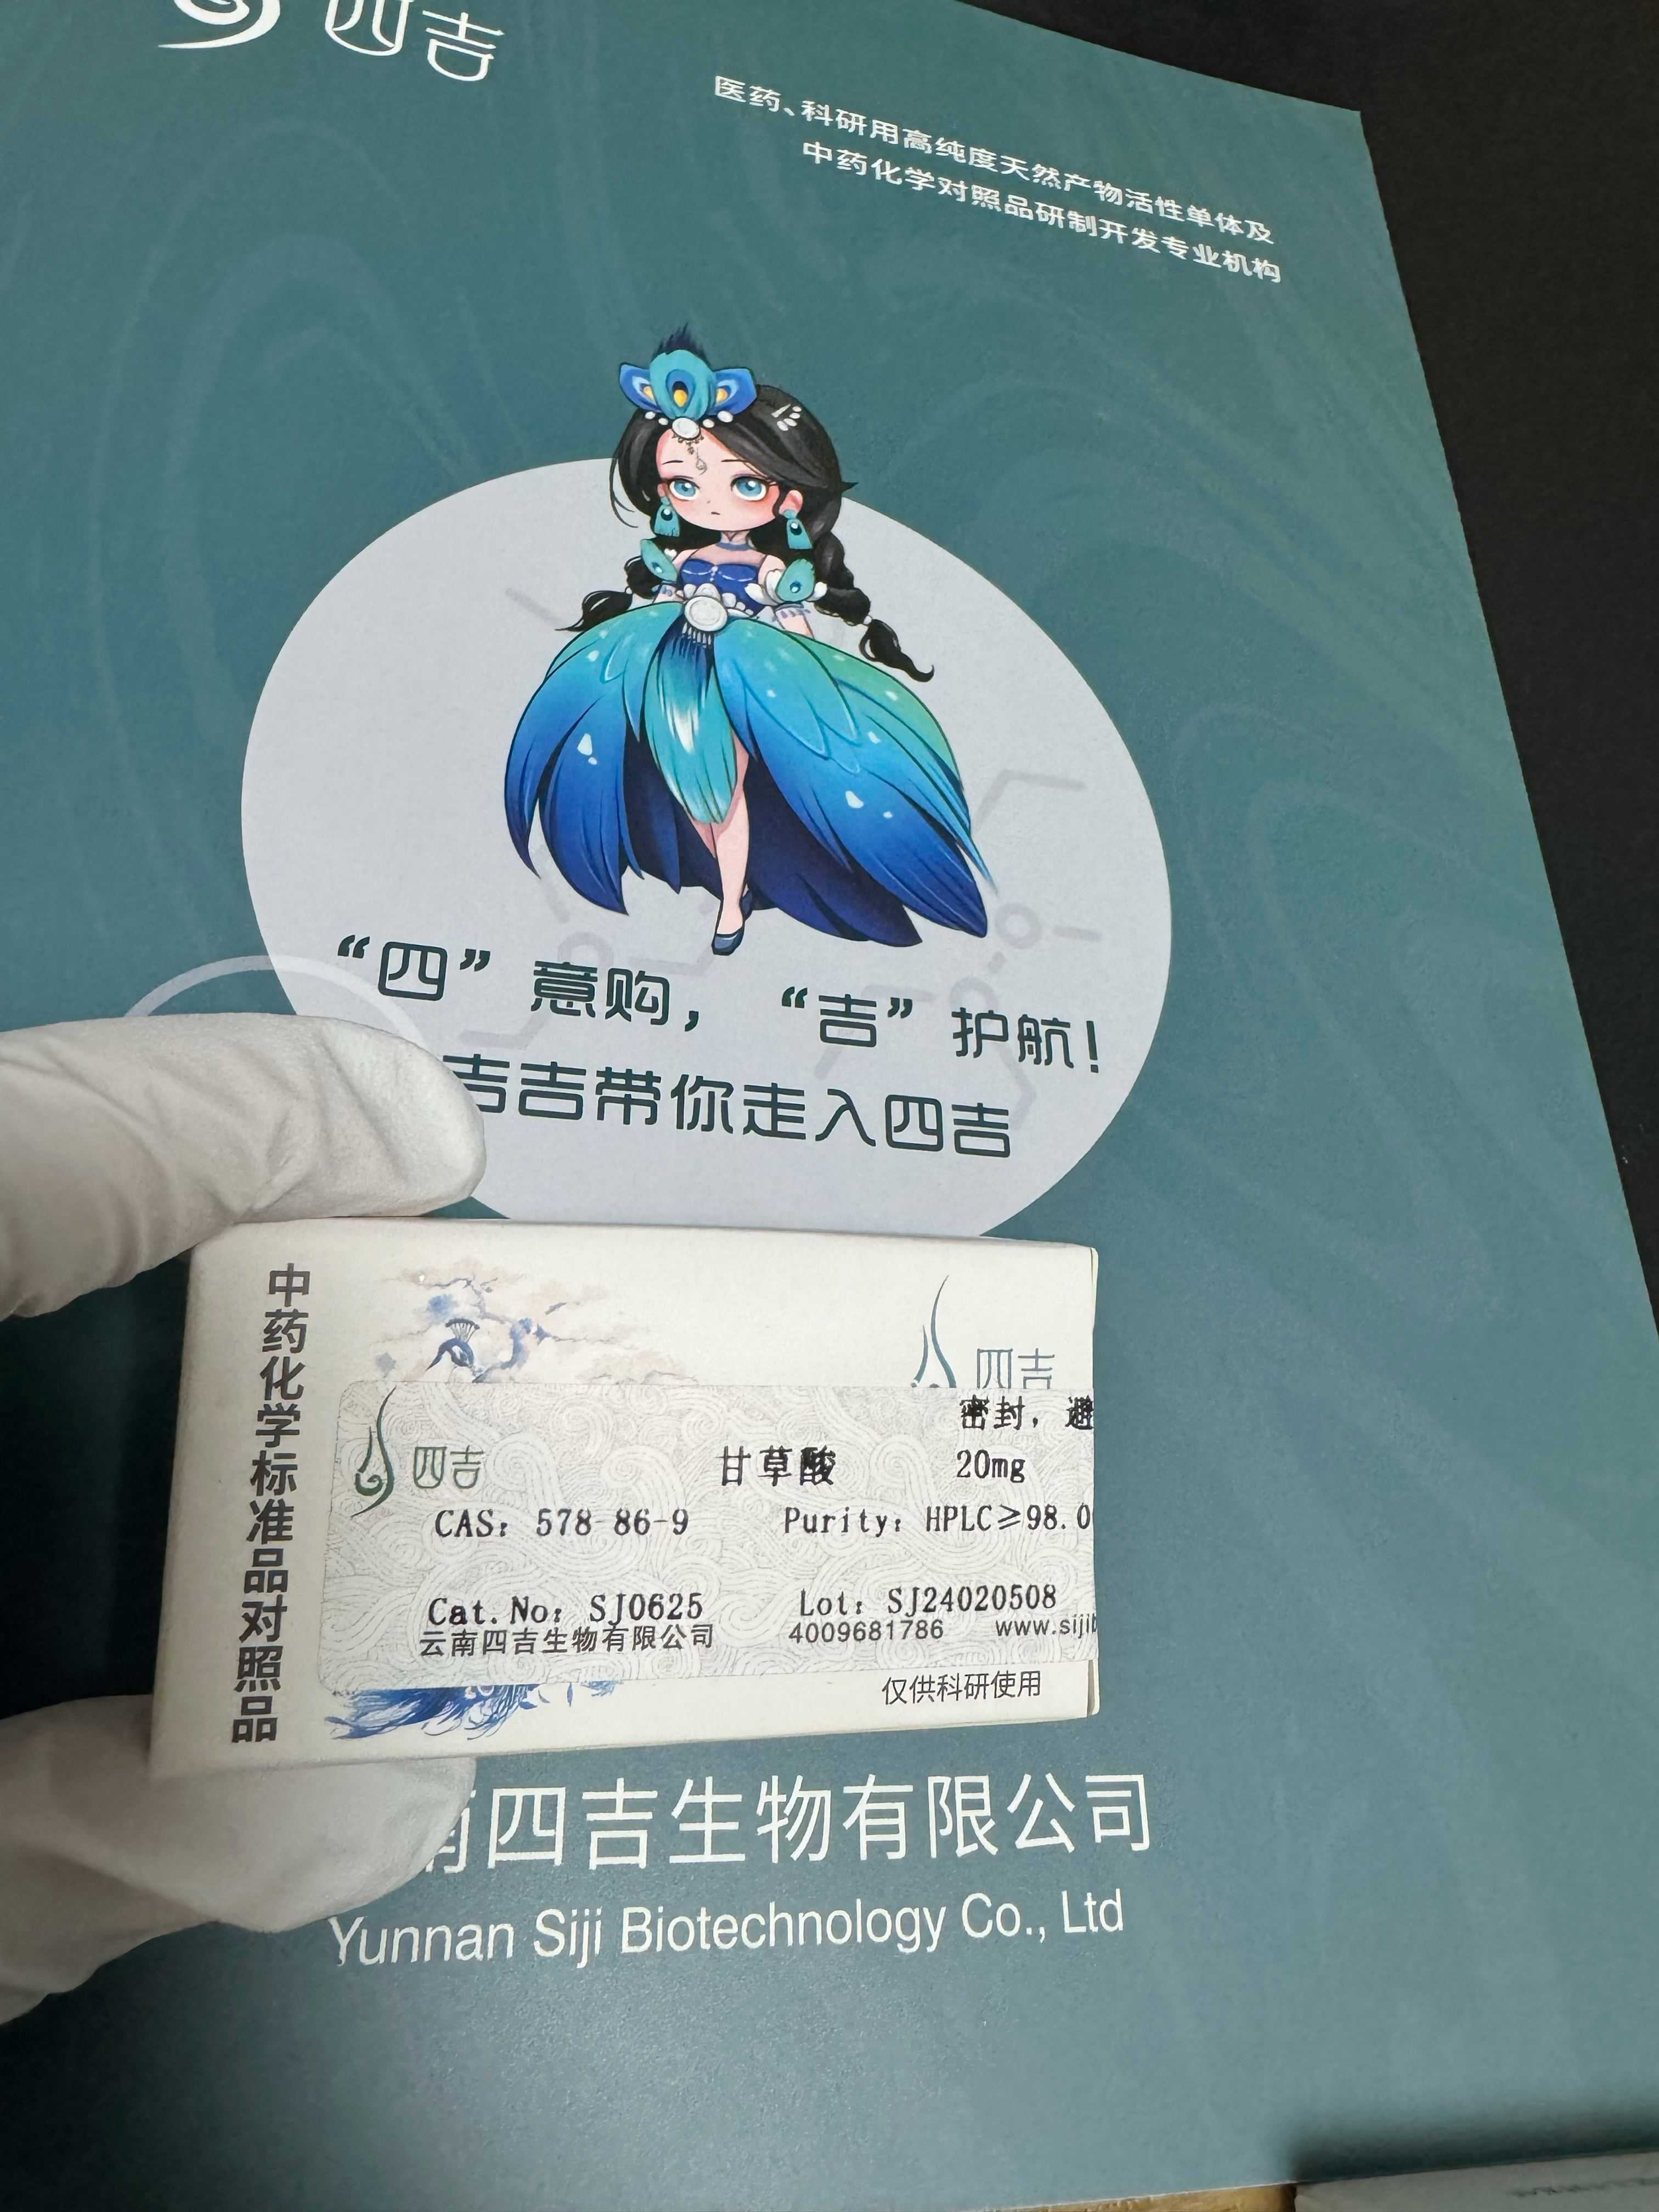 四吉
医药、科研用高纯度天然产物活性单体及
中药化学对照品研制开发专业机构
“四”意购，“吉”护航！
吉吉带你走入四吉
中药化学标准品对照品
四吉
密封，避
四吉 甘草酸 20mg
CAS: 578-86-9 Purity: HPLC≥98.0
Cat.No: SJ0625 Lot: SJ24020508
云南四吉生物有限公司 4009681786 www.siji
仅供科研使用
南四吉生物有限公司
Yunnan Siji Biotechnology Co., Ltd